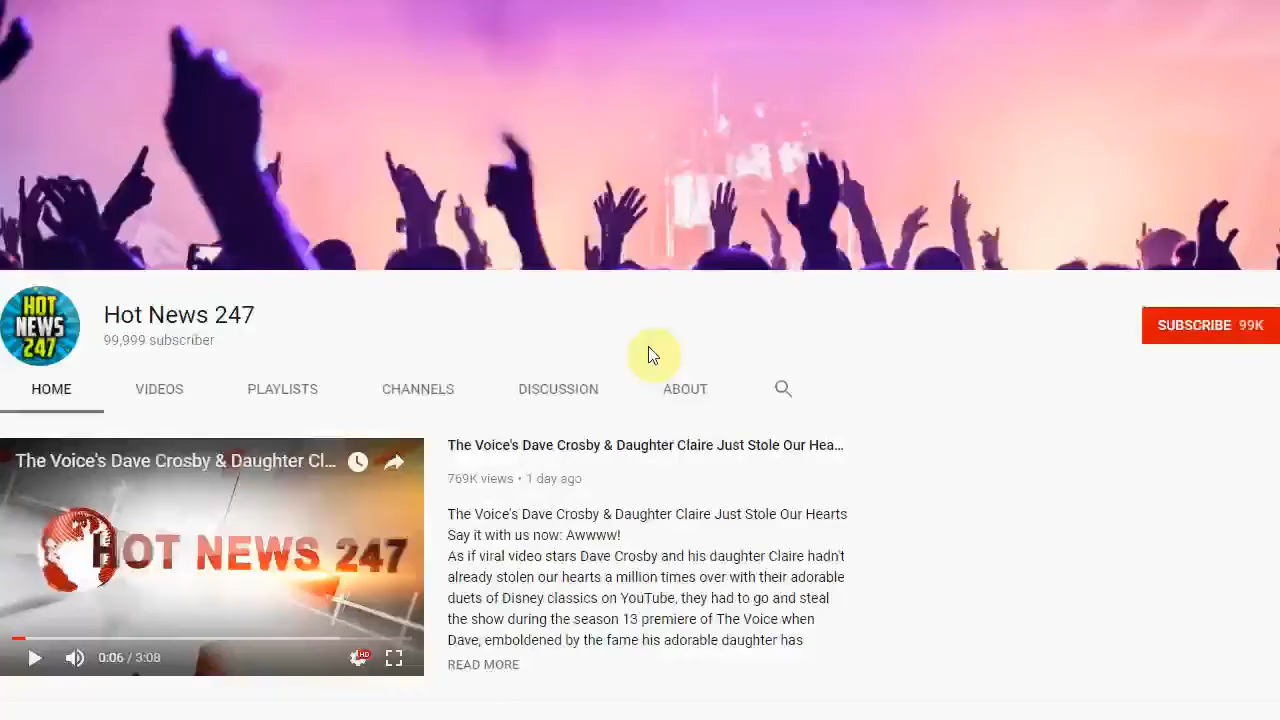 HOT
NEWS
247
Hot News 247
99,999 subscriber
SUBSCRIBE 99K
HOME
VIDEOS
PLAYLISTS
CHANNELS
DISCUSSION
ABOUT
The Voice's Dave Crosby & Daughter Cl...
HOT NEWS 247
0:06 / 3:08
HD
The Voice's Dave Crosby & Daughter Claire Just Stole Our Hea...
769K views • 1 day ago
The Voice's Dave Crosby & Daughter Claire Just Stole Our Hearts
Say it with us now: Awwww!
As if viral video stars Dave Crosby and his daughter Claire hadn't
already stolen our hearts a million times over with their adorable
duets of Disney classics on YouTube, they had to go and steal
the show during the season 13 premiere of The Voice when
Dave, emboldened by the fame his adorable daughter has
READ MORE